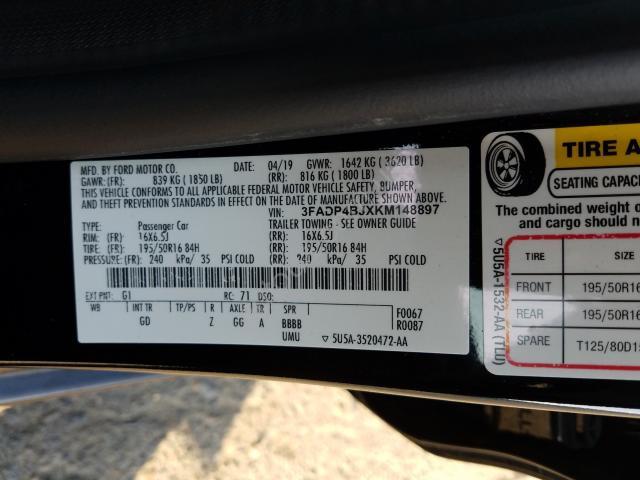 MFD. BY FORD MOTOR CO.
DATE: 04/19 GVWR: 1642 KG ( 3620 LB)
GAWR: (FR): 839 KG ( 1850 LB) (RR): 816 KG ( 1800 LB)
THIS VEHICLE CONFORMS TO ALL APPLICABLE FEDERAL MOTOR VEHICLE SAFETY, BUMPER,
AND THEFT PREVENTION STANDARDS IN EFFECT ON THE DATE OF MANUFACTURE SHOWN ABOVE.
VIN: 3FADP4BJXKM148897
TYPE: Passenger Car TRAILER TOWING - SEE OWNER GUIDE
RIM: (FR) 16X6.5J (RR): 16X6.5J
TIRE: (FR) 195/50R16 84H (RR): 195/50R16 84H
PRESSURE: (FR) 240 kPa/ 35 PSI COLD (RR): 240 kPa/ 35 PSI COLD
EXT PNT: G1 RC: 71 DSO:
WB INT TR TP/PS R AXLE TR SPR F0067
GD Z GG A BBBB R0087
UMU ▽5U5A-3520472-AA
TIRE A
SEATING CAPACITY
The combined weight o
and cargo should n
▽5U5A-1532-AA (TLU)
TIRE SIZE
FRONT 195/50R16
REAR 195/50R16
SPARE T125/80D15